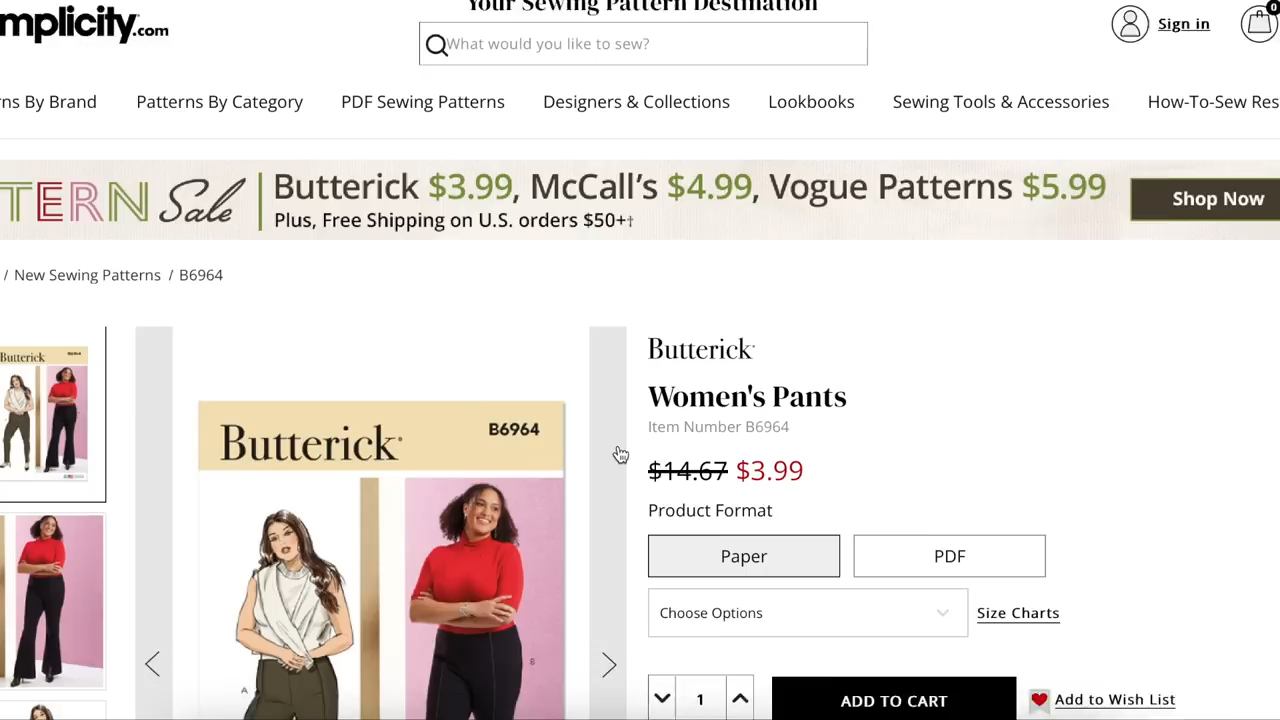 Your Sewing Pattern Destination
mplicity.com
What would you like to sew?
Sign in
0
rns By Brand
Patterns By Category
PDF Sewing Patterns
Designers & Collections
Lookbooks
Sewing Tools & Accessories
How-To-Sew Res
TERN Sale
Butterick $3.99, McCall's $4.99, Vogue Patterns $5.99
Plus, Free Shipping on U.S. orders $50+†
Shop Now
/ New Sewing Patterns / B6964
Butterick
Butterick
B6964
A
B
Butterick
Women's Pants
Item Number B6964
$14.67 $3.99
Product Format
Paper
PDF
Choose Options
Size Charts
1
ADD TO CART
Add to Wish List